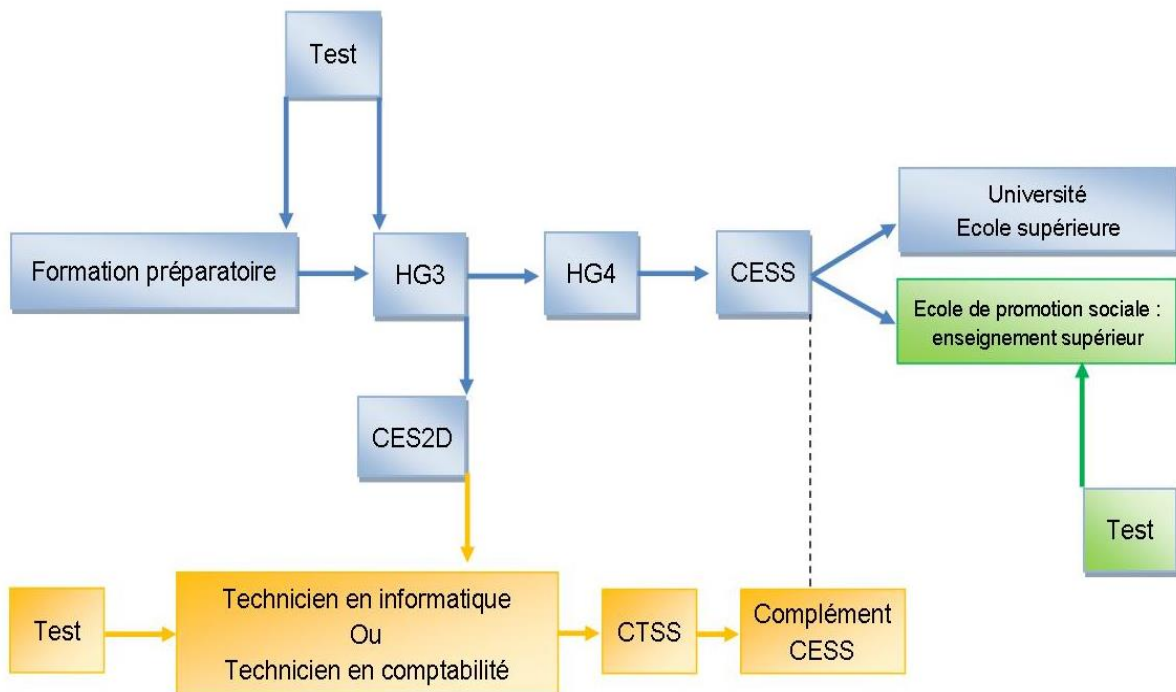 Test
Université
Ecole supérieure
Formation préparatoire
HG3
HG4
CESS
Ecole de promotion sociale :
enseignement supérieur
CES2D
Test
Test
Technicien en informatique
Ou
Technicien en comptabilité
CTSS
Complément
CESS